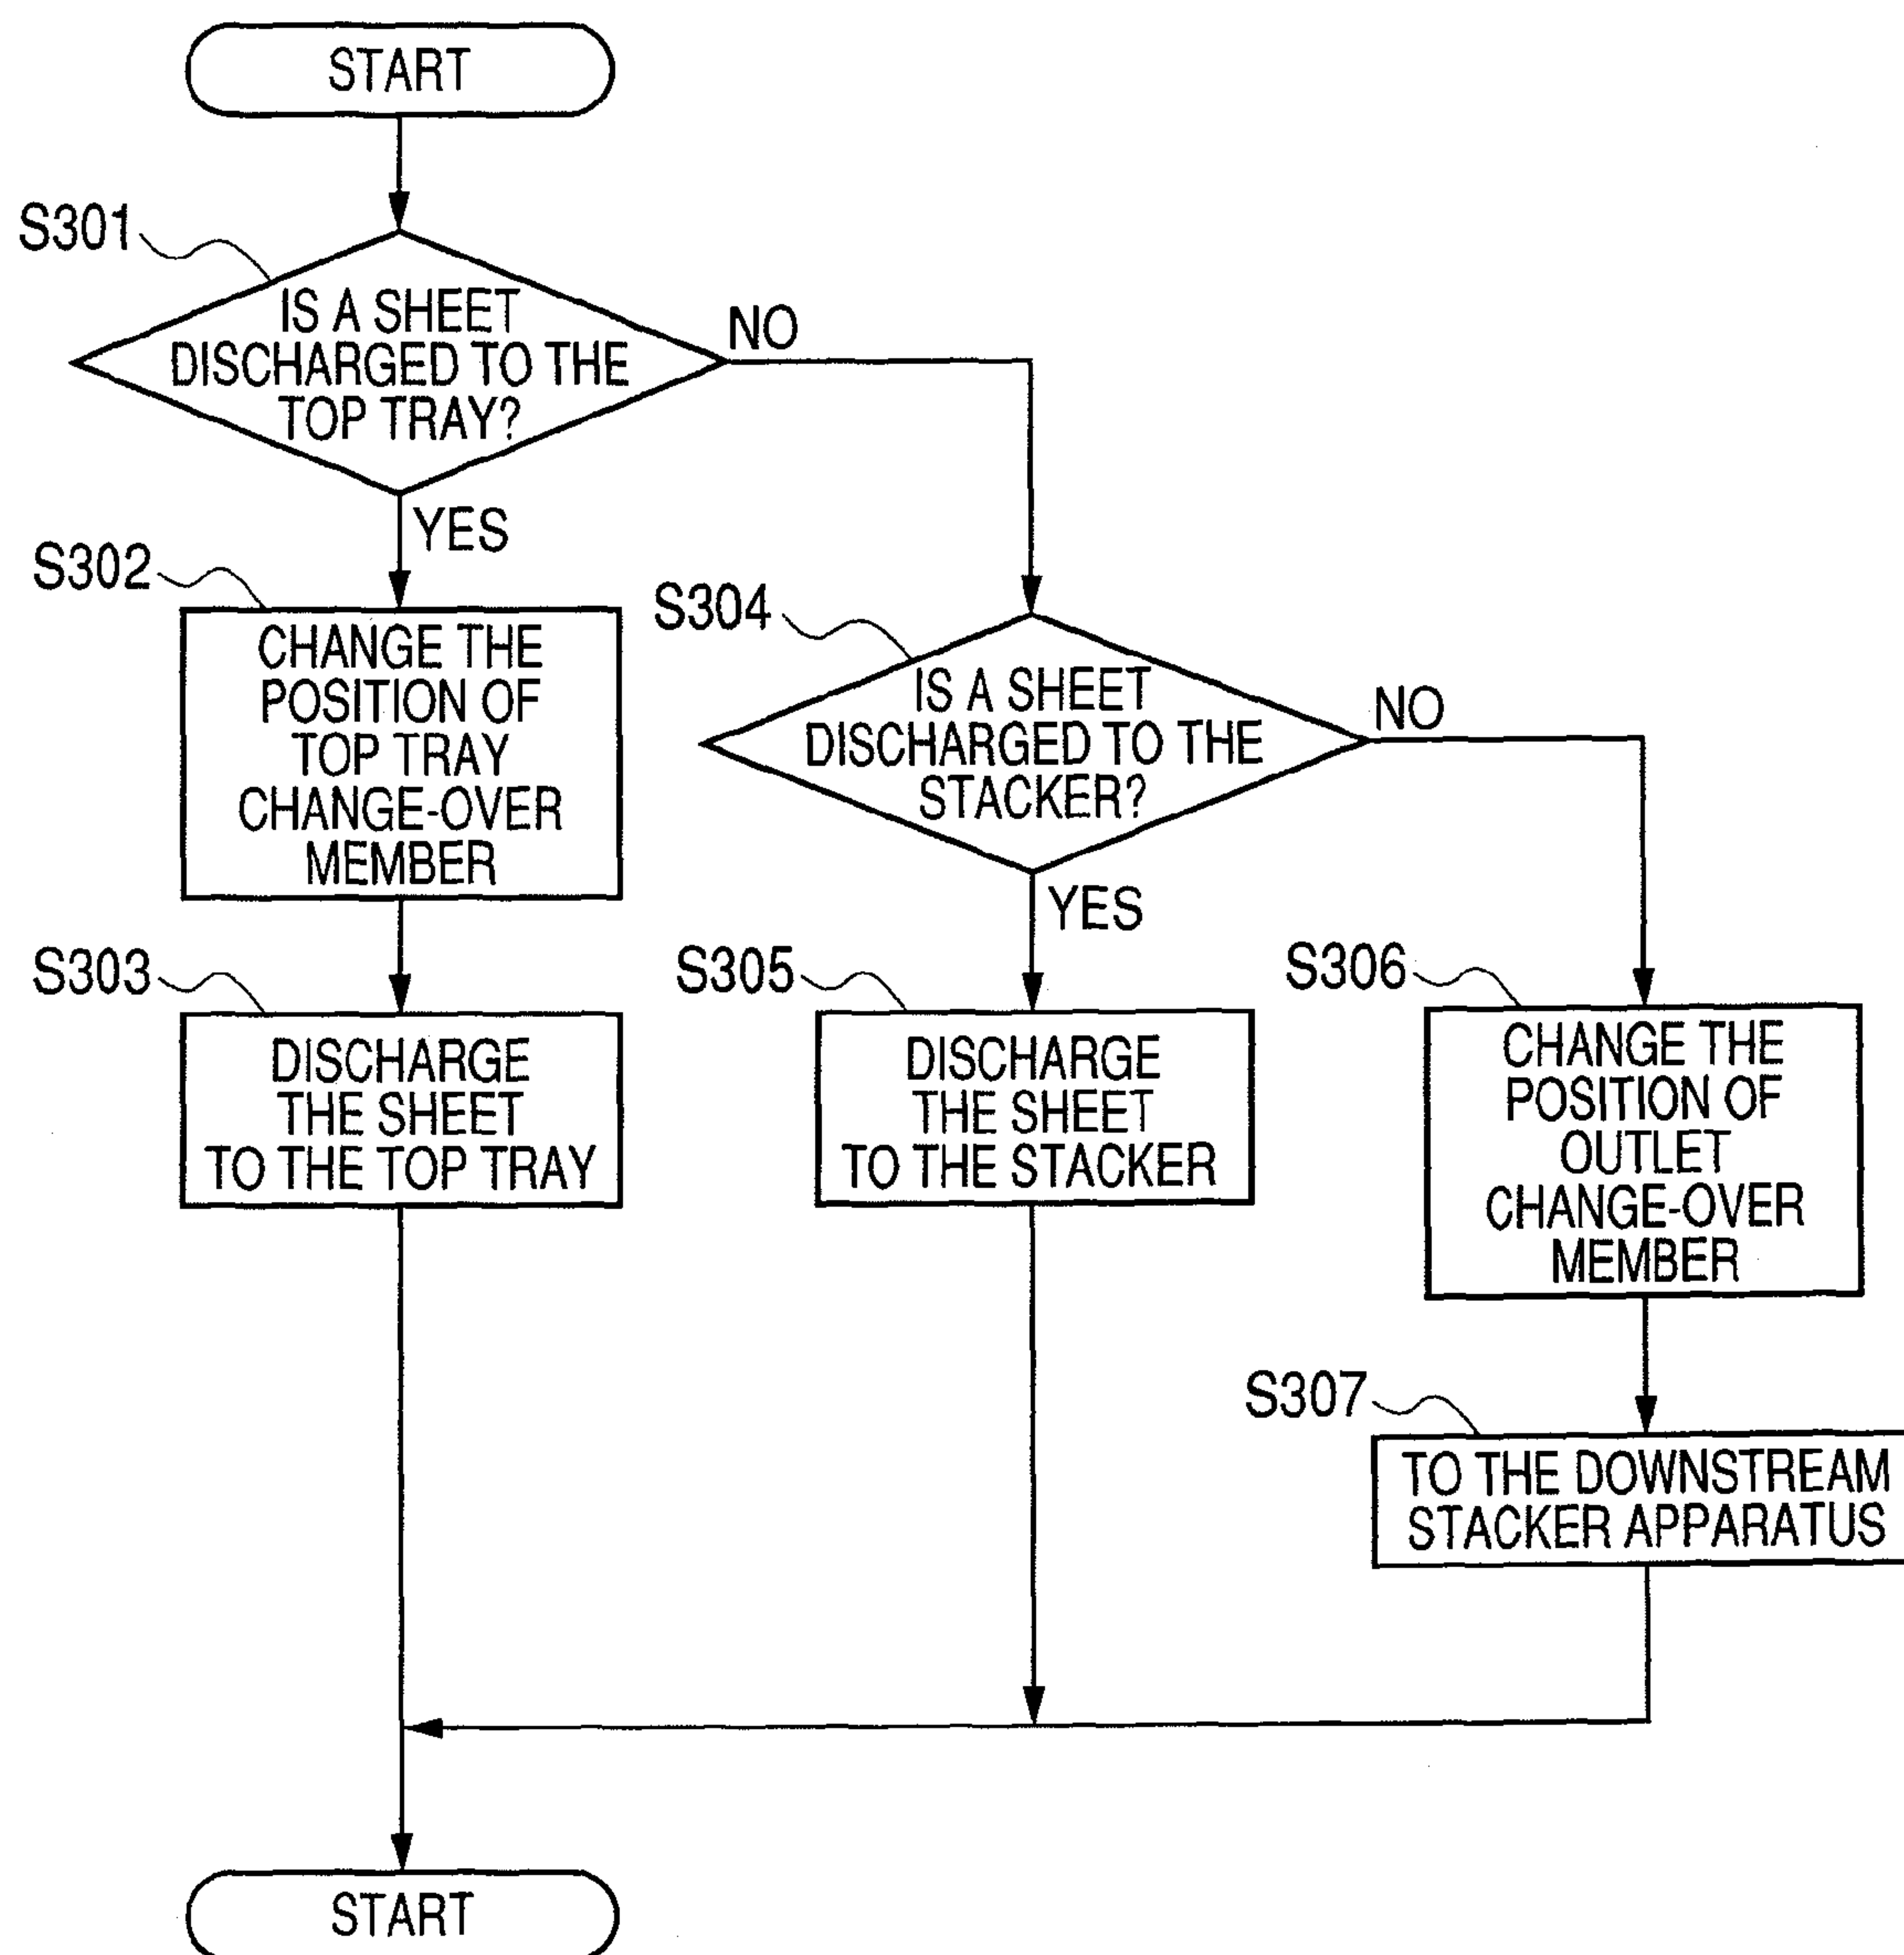 START
S301
IS A SHEET
DISCHARGED TO THE
TOP TRAY?
NO
YES
S302
CHANGE THE
POSITION OF
TOP TRAY
CHANGE-OVER
MEMBER
S304
IS A SHEET
DISCHARGED TO THE
STACKER?
NO
YES
S303
DISCHARGE
THE SHEET
TO THE TOP TRAY
S305
DISCHARGE
THE SHEET
TO THE STACKER
S306
CHANGE THE
POSITION OF
OUTLET
CHANGE-OVER
MEMBER
S307
TO THE DOWNSTREAM
STACKER APPARATUS
START